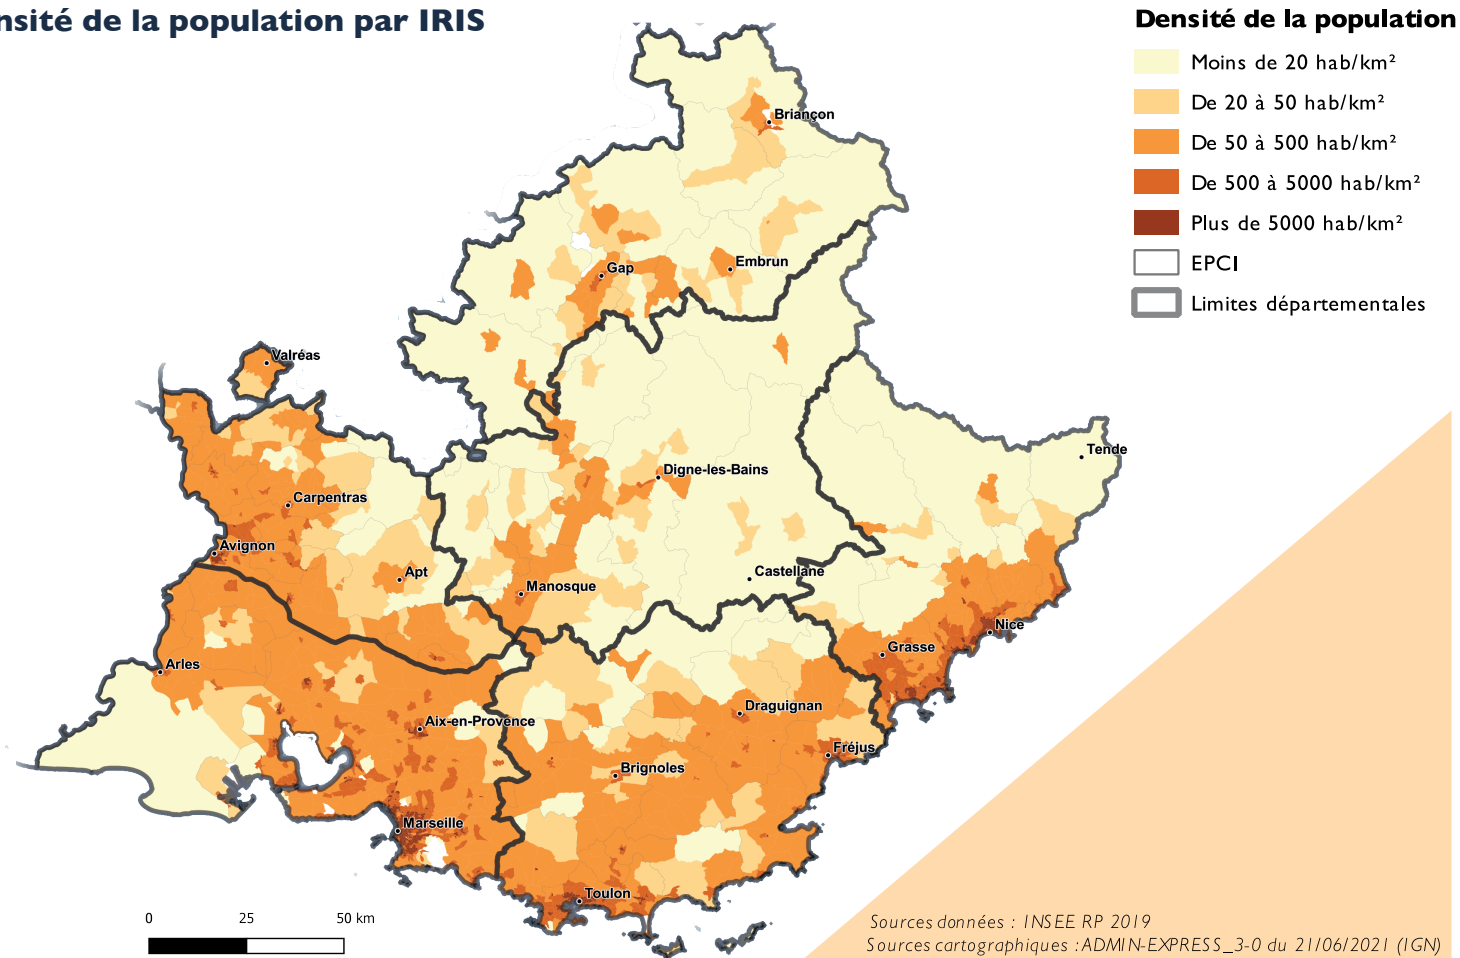 nsité de la population par IRIS
Densité de la population
Moins de 20 hab/km²
De 20 à 50 hab/km²
De 50 à 500 hab/km²
De 500 à 5000 hab/km²
Plus de 5000 hab/km²
EPCI
Limites départementales
Briançon
Embrun
Gap
Valréas
Tende
Digne-les-Bains
Carpentras
Avignon
Apt
Castellane
Manosque
Nice
Grasse
Arles
Draguignan
Aix-en-Provence
Fréjus
Brignoles
Marseille
Toulon
0 25 50 km
Sources données : INSEE RP 2019
Sources cartographiques : ADMIN-EXPRESS_3-0 du 21/06/2021 (IGN)